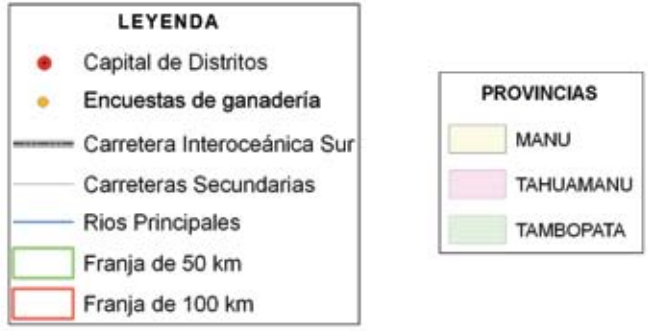 LEYENDA
Capital de Distritos
Encuestas de ganadería
Carretera Interoceánica Sur
Carreteras Secundarias
Rios Principales
Franja de 50 km
Franja de 100 km
PROVINCIAS
MANU
TAHUAMANU
TAMBOPATA